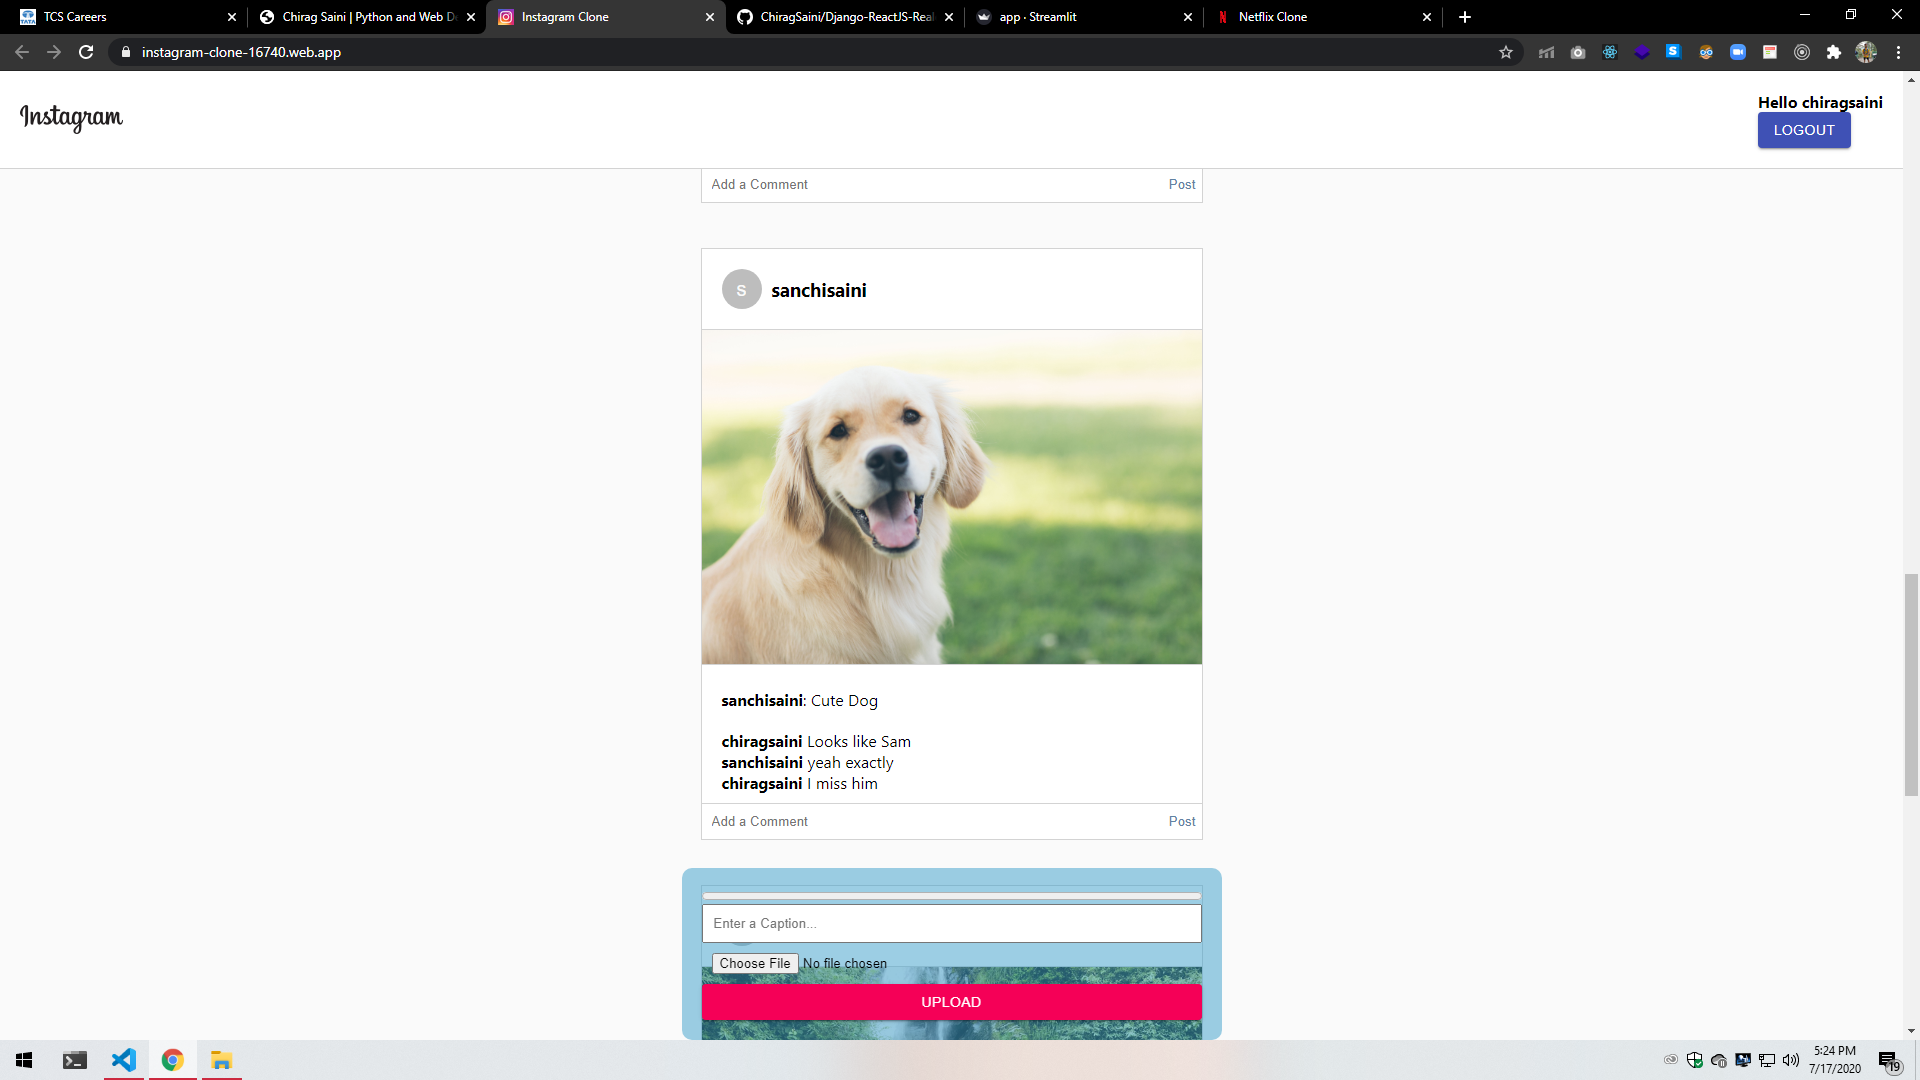 TCS Careers
Chirag Saini | Python and Web De
Instagram Clone
ChiragSaini/Django-ReactJS-Real
app · Streamlit
Netflix Clone
instagram-clone-16740.web.app
Instagram
Hello chiragsaini
LOGOUT
Add a Comment
Post
S
sanchisaini
sanchisaini: Cute Dog
chiragsaini Looks like Sam
sanchisaini yeah exactly
chiragsaini I miss him
Add a Comment
Post
Enter a Caption...
Choose File No file chosen
UPLOAD
5:24 PM
7/17/2020
19